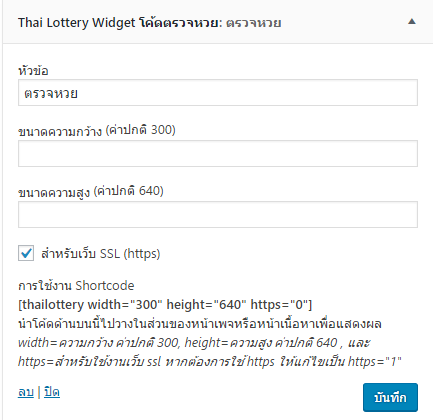 Thai Lottery Widget โค้ดตรวจหวย: ตรวจหวย
หัวข้อ
ตรวจหวย
ขนาดความกว้าง (ค่าปกติ 300)
ขนาดความสูง (ค่าปกติ 640)
สำหรับเว็บ SSL (https)
การใช้งาน Shortcode
[thailottery width="300" height="640" https="0"]
นำโค้ดด้านบนนี้ไปวางในส่วนของหน้าเพจหรือหน้าเนื้อหาเพื่อแสดงผล
width=ความกว้าง ค่าปกติ 300, height=ความสูง ค่าปกติ 640 , และ
https=สำหรับใช้งานเว็บ ssl หากต้องการใช้ https ให้แก้ไขเป็น https="1"
ลบ | ปิด
บันทึก